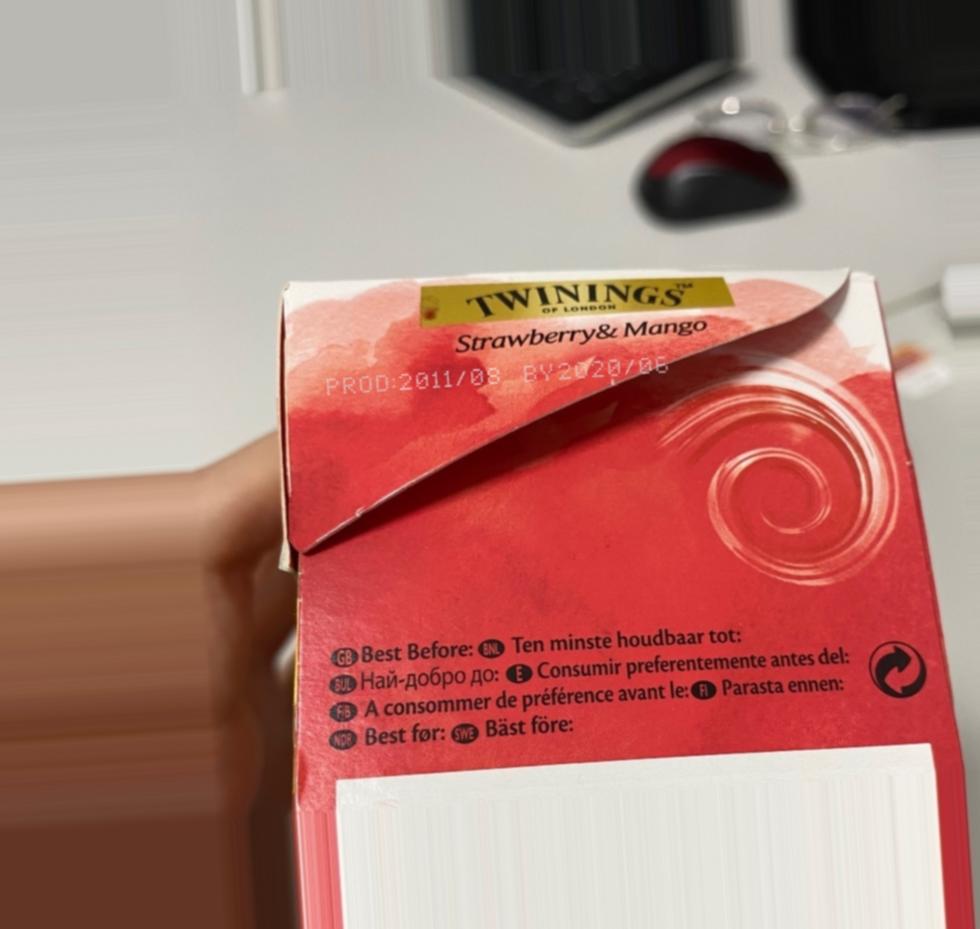 TWININGS™
OF LONDON
Strawberry& Mango
PROD:2011/08 BY2020/06
GB Best Before: BNL Ten minste houdbaar tot:
BUL Най-добро до: E Consumir preferentemente antes del:
F/B A consommer de préférence avant le: FI Parasta ennen:
NOR Best før: SWE Bäst före: